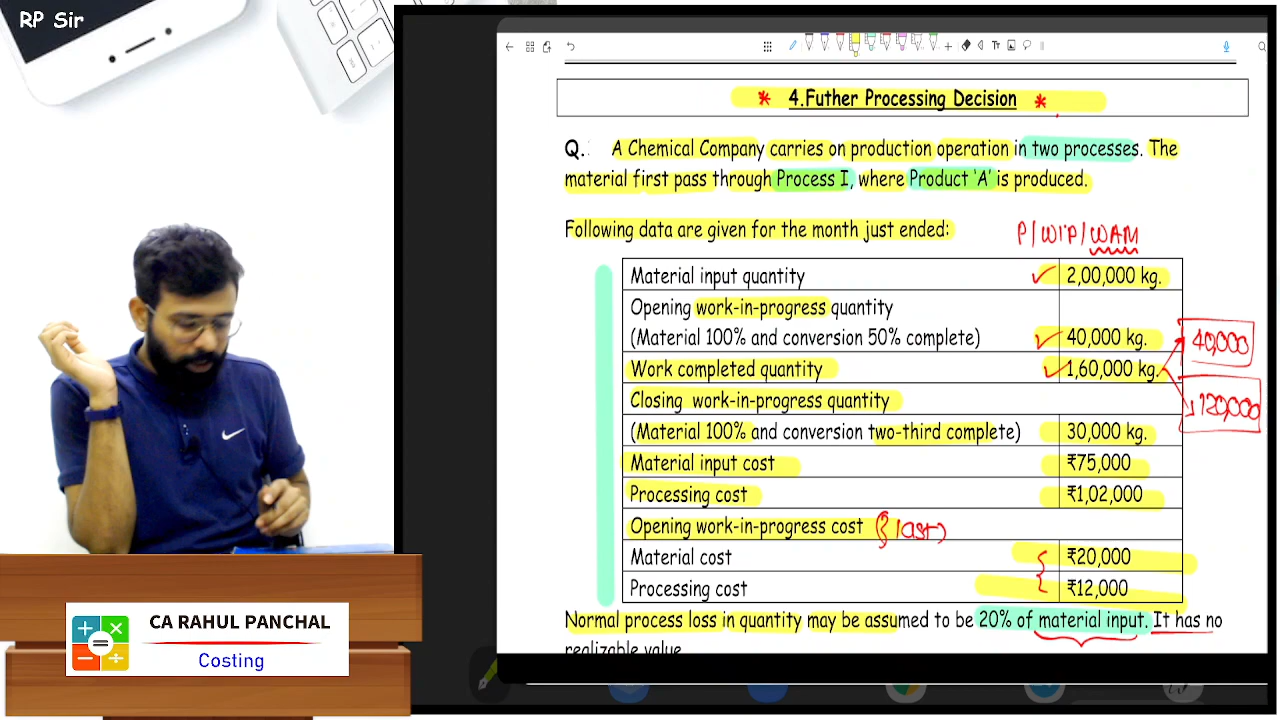 RP Sir
* 4.Futher Processing Decision *
Q. A Chemical Company carries on production operation in two processes. The
material first pass through Process I, where Product ‘A’ is produced.
Following data are given for the month just ended:
P/WIP/WAM
Material input quantity 2,00,000 kg.
Opening work-in-progress quantity
(Material 100% and conversion 50% complete) 40,000 kg.
40,000
Work completed quantity 1,60,000 kg.
120,000
Closing work-in-progress quantity
(Material 100% and conversion two-third complete) 30,000 kg.
Material input cost ₹75,000
Processing cost ₹1,02,000
Opening work-in-progress cost
Material cost ₹20,000
Processing cost ₹12,000
Normal process loss in quantity may be assumed to be 20% of material input. It has no
realizable value
CA RAHUL PANCHAL
Costing